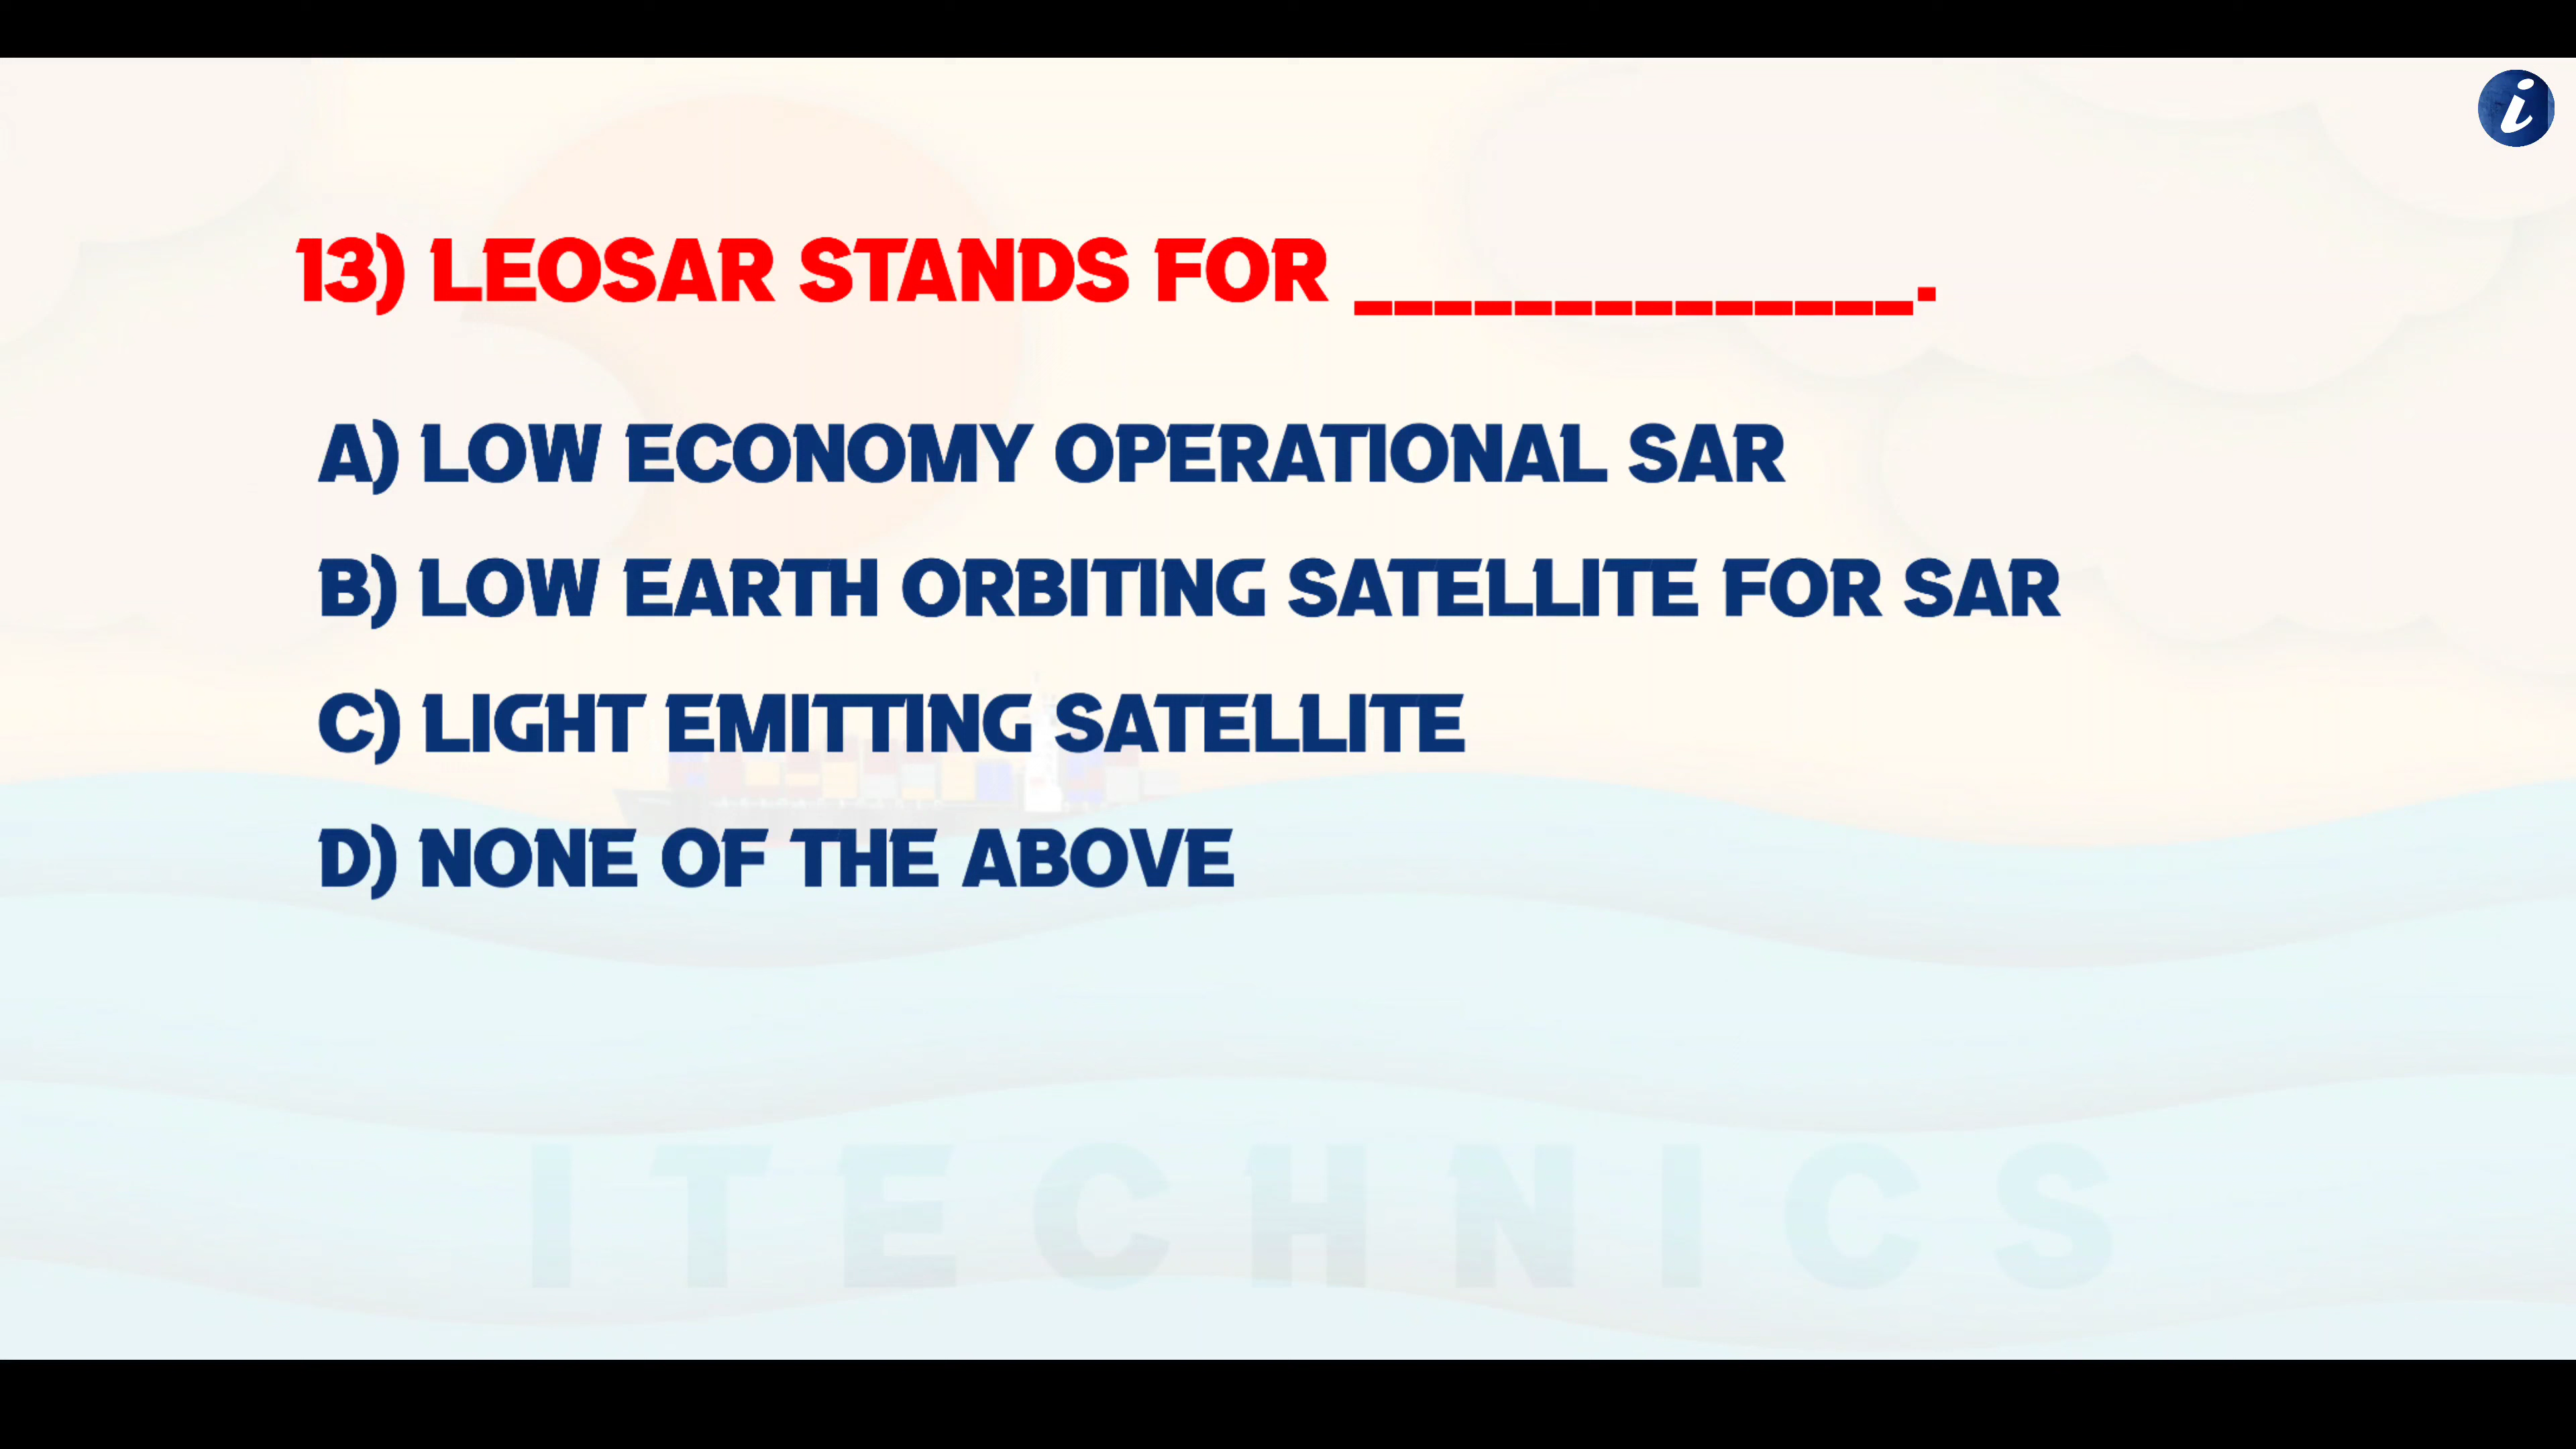 i
13) LEOSAR STANDS FOR ______________.
A) LOW ECONOMY OPERATIONAL SAR
B) LOW EARTH ORBITING SATELLITE FOR SAR
C) LIGHT EMITTING SATELLITE
D) NONE OF THE ABOVE
ITECHNICS